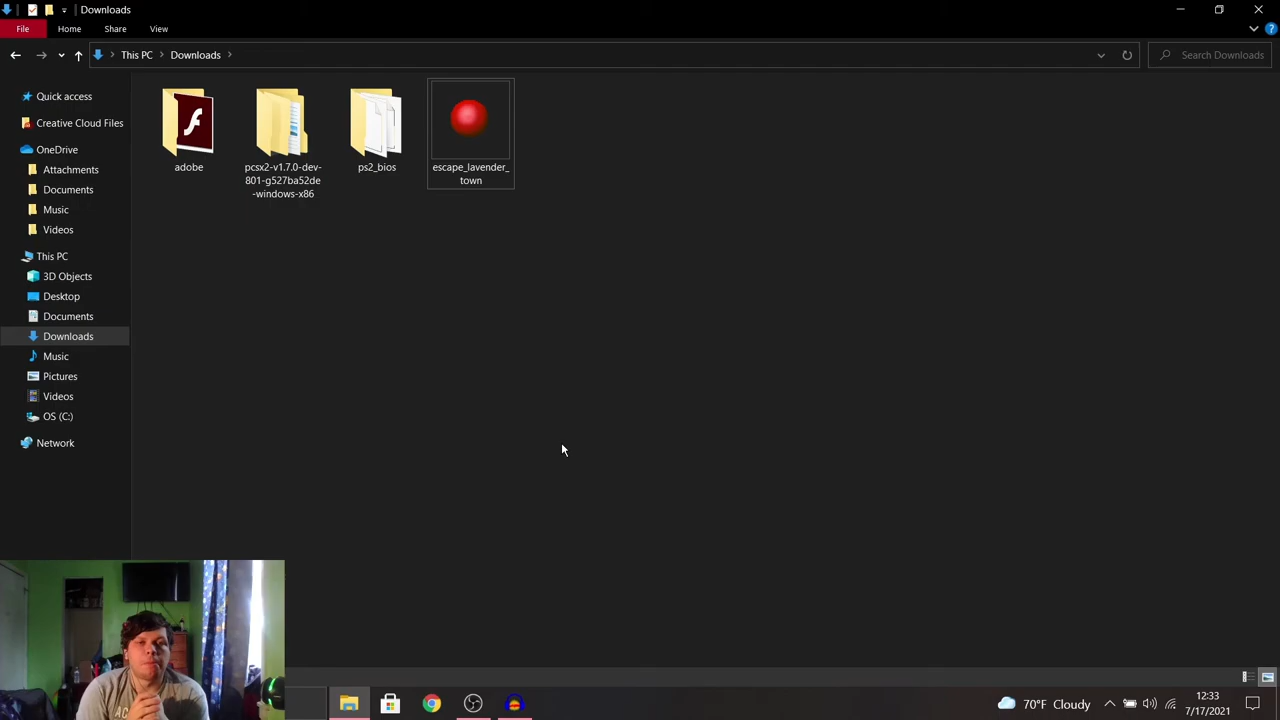 Downloads
File Home Share View
This PC Downloads
Search Downloads
Quick access
Creative Cloud Files
OneDrive
Attachments
Documents
Music
Videos
This PC
3D Objects
Desktop
Documents
Downloads
Music
Pictures
Videos
OS (C:)
Network
adobe
pcsx2-v1.7.0-dev-
801-g527ba52de
-windows-x86
ps2_bios
escape_lavender_
town
70°F Cloudy
12:33
7/17/2021